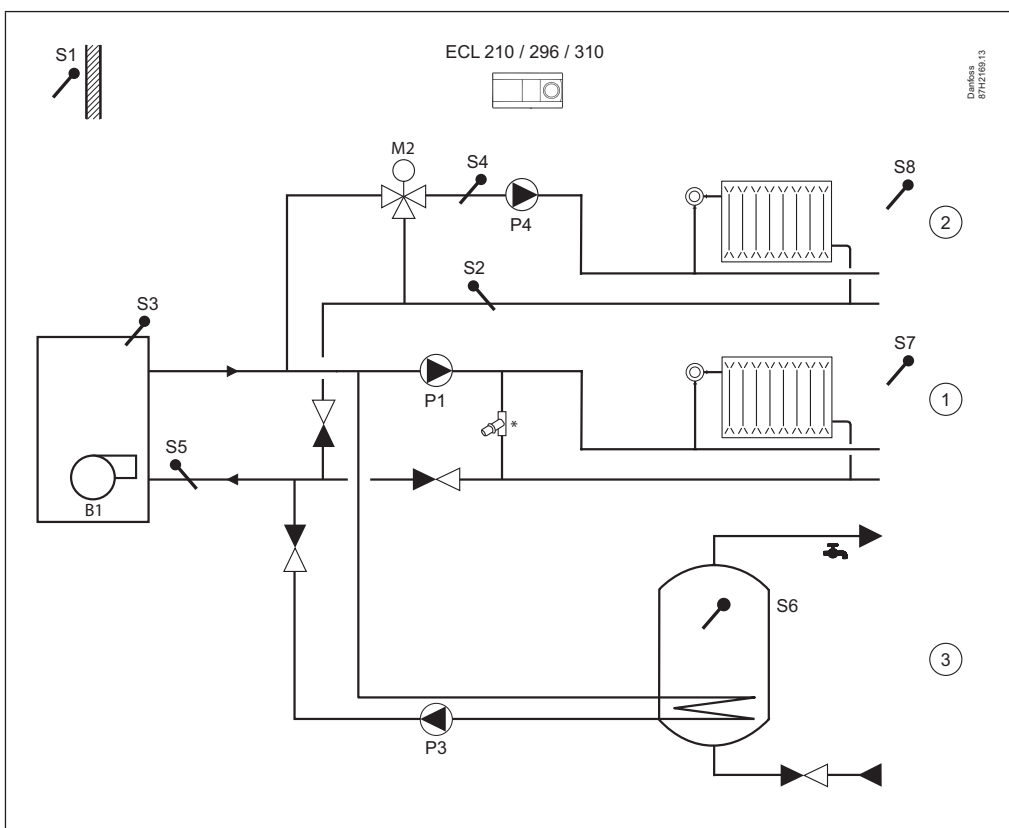 S1
ECL 210 / 296 / 310
Danfoss
87H2169.13
M2
S4
P4
S8
2
S2
S3
P1
S7
1
*
S5
B1
S6
3
P3